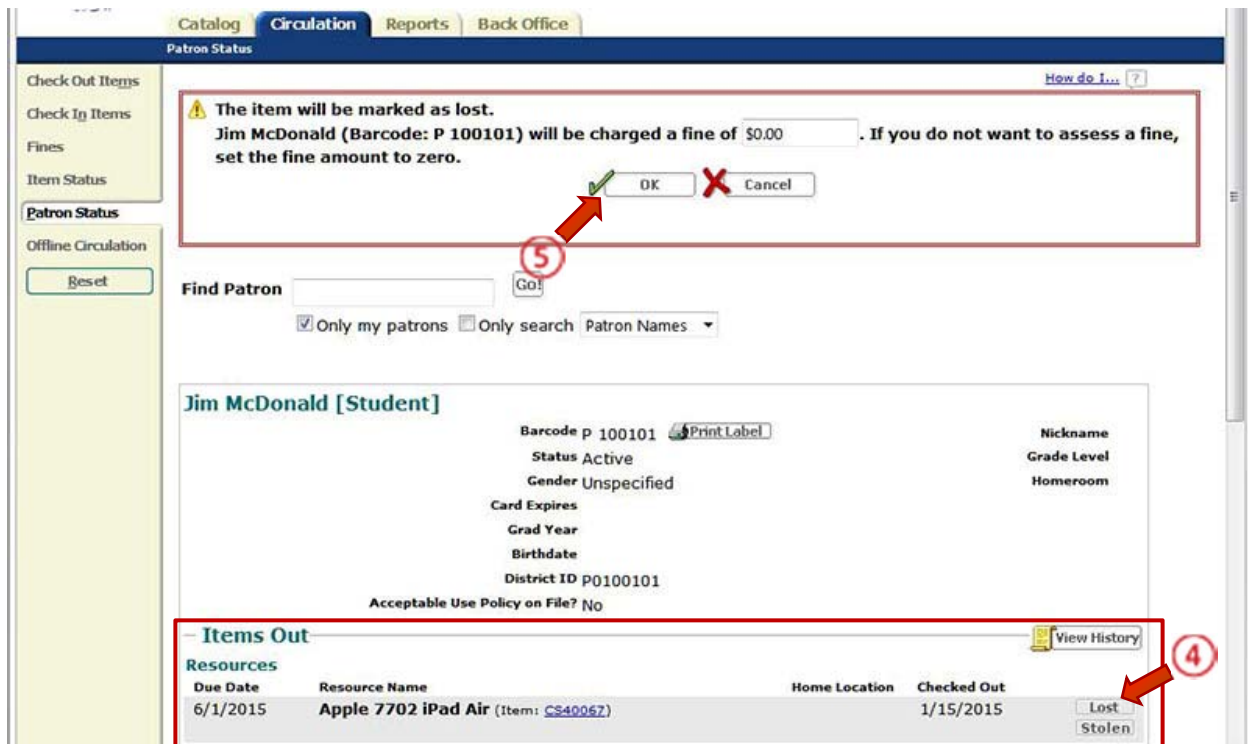 Catalog Circulation Reports Back Office
Patron Status
How do I... ?
Check Out Items
Check In Items
Fines
Item Status
Patron Status
Offline Circulation
Reset
The item will be marked as lost.
Jim McDonald (Barcode: P 100101) will be charged a fine of $0.00 . If you do not want to assess a fine,
set the fine amount to zero.
OK Cancel
5
Find Patron Go!
Only my patrons Only search Patron Names
Jim McDonald [Student]
Barcode P 100101 Print Label Nickname
Status Active Grade Level
Gender Unspecified Homeroom
Card Expires
Grad Year
Birthdate
District ID P0100101
Acceptable Use Policy on File? No
Items Out View History
4
Resources
Due Date Resource Name Home Location Checked Out
6/1/2015 Apple 7702 iPad Air (Item: CS40067) 1/15/2015 Lost
Stolen